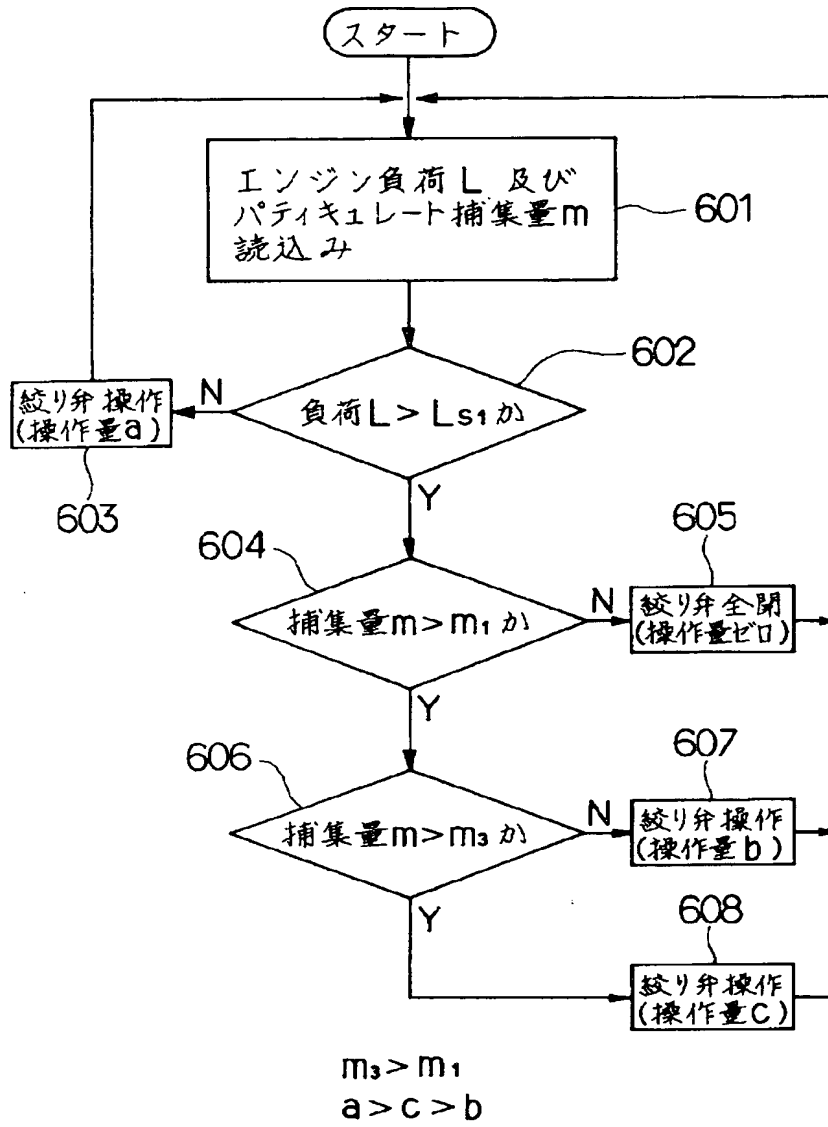 スタート
エンジン負荷L 及び
パティキュレート捕集量m
読込み
601
602
負荷L>Ls1か
N
絞り弁操作
(操作量a)
603
Y
604
捕集量m>m1か
N
605
絞り弁全開
(操作量ゼロ)
Y
606
捕集量m>m3か
N
607
絞り弁操作
(操作量b)
Y
608
絞り弁操作
(操作量c)
m3>m1
a>c>b